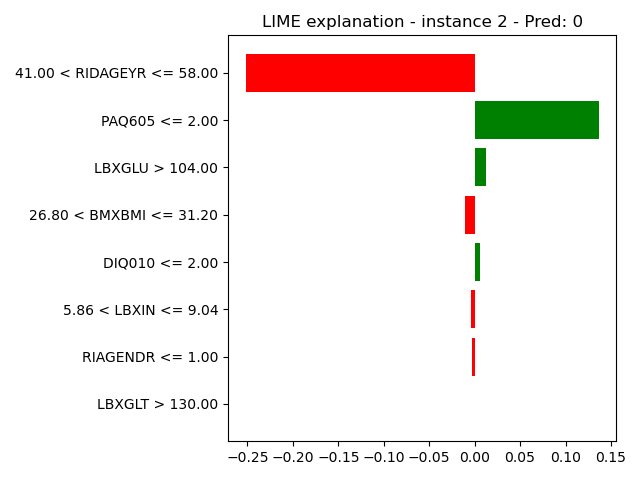 LIME explanation - instance 2 - Pred: 0
41.00 < RIDAGEYR <= 58.00
PAQ605 <= 2.00
LBXGLU > 104.00
26.80 < BMXBMI <= 31.20
DIQ010 <= 2.00
5.86 < LBXIN <= 9.04
RIAGENDR <= 1.00
LBXGLT > 130.00
−0.25 −0.20 −0.15 −0.10 −0.05 0.00 0.05 0.10 0.15